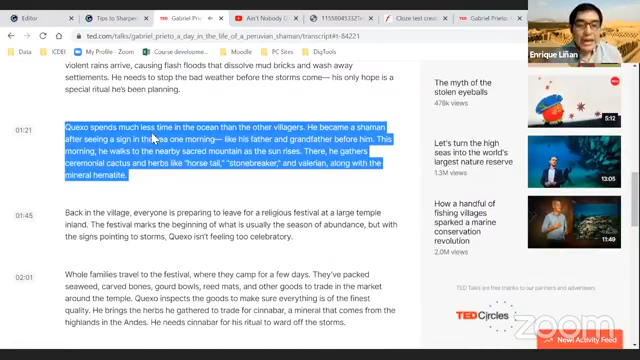 Google
Tips to Sharpe
Gabriel Prieto
Ain't Nobody G
1155804533277
Cloze test creat
Gabriel Prieto: 
ted.com/talks/gabriel_prieto_a_day_in_the_life_of_a_peruvian_shaman/transcript#t-84221
YouTube
Maps
Data
ICDEI
My Profile - Zoom
Course developem...
PC
SHC
Podcasts
DigTools
Enrique Liñan
violent rains arrive, causing flash floods that dissolve mud bricks and wash away
settlements. He needs to stop the bad weather before the storms come— his only hope is a
special ritual he's been planning.
01:21
Quexo spends much less time in the ocean than the other villagers. He became a shaman
after seeing a sign in the sea one morning— like his father and grandfather before him. This
morning, he walks to the nearby sacred mountain as the sun rises. There, he gathers
ceremonial cactus and herbs like "horse tail," "stonebreaker," and valerian, along with the
mineral hematite.
01:45
Back in the village, everyone is preparing to leave for a religious festival at a large temple
inland. The festival marks the beginning of what is usually the season of abundance, but with
the signs pointing to storms, Quexo isn't feeling too celebratory.
02:01
Whole families travel to the festival, where they camp for a few days. They've packed
seaweed, carved bones, gourd bowls, reed mats, and other goods to trade in the market
around the temple. Quexo inspects the goods to make sure everything is of the finest
quality. He brings the herbs he gathered to trade for cinnabar, a mineral that comes from the
highlands in the Andes. He needs cinnabar for his ritual to ward off the storms.
The myth of the
stolen eyeballs
478k views
5:12
Let's turn the high
seas into the world's
largest nature reserve
1.3M views
13:05
How a handful of
fishing villages
sparked a marine
conservation
revolution
2.0M views
11:49
TED Talks are free thanks to our partners and advertisers
TEDCircles
New! Activity Feed
zoom